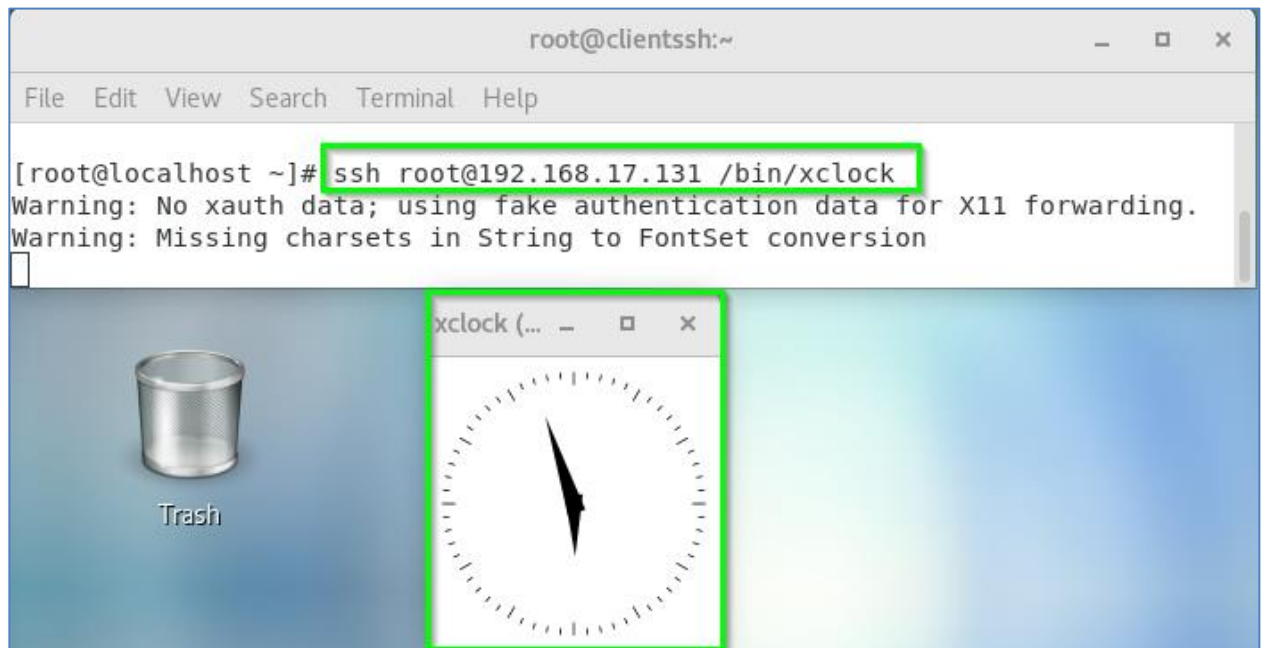 root@clientssh:~
File Edit View Search Terminal Help
[root@localhost ~]# ssh root@192.168.17.131 /bin/xclock
Warning: No xauth data; using fake authentication data for X11 forwarding.
Warning: Missing charsets in String to FontSet conversion
xclock (...
Trash